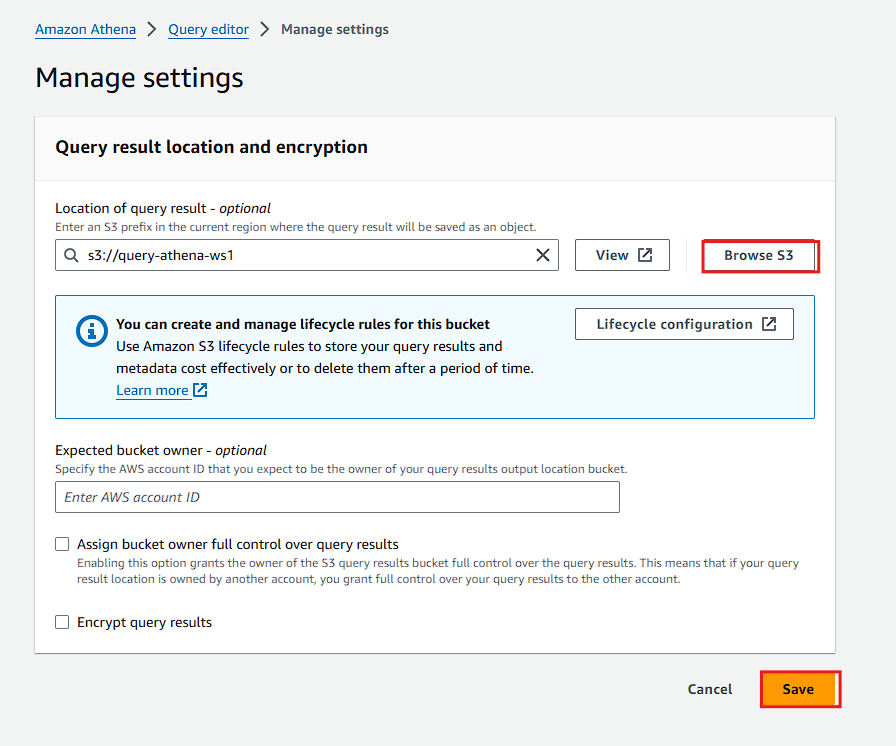 Amazon Athena > Query editor > Manage settings
Manage settings
Query result location and encryption
Location of query result - optional
Enter an S3 prefix in the current region where the query result will be saved as an object.
s3://query-athena-ws1
View
Browse S3
You can create and manage lifecycle rules for this bucket
Lifecycle configuration
Use Amazon S3 lifecycle rules to store your query results and
metadata cost effectively or to delete them after a period of time.
Learn more
Expected bucket owner - optional
Specify the AWS account ID that you expect to be the owner of your query results output location bucket.
Enter AWS account ID
Assign bucket owner full control over query results
Enabling this option grants the owner of the S3 query results bucket full control over the query results. This means that if your query
result location is owned by another account, you grant full control over your query results to the other account.
Encrypt query results
Cancel
Save